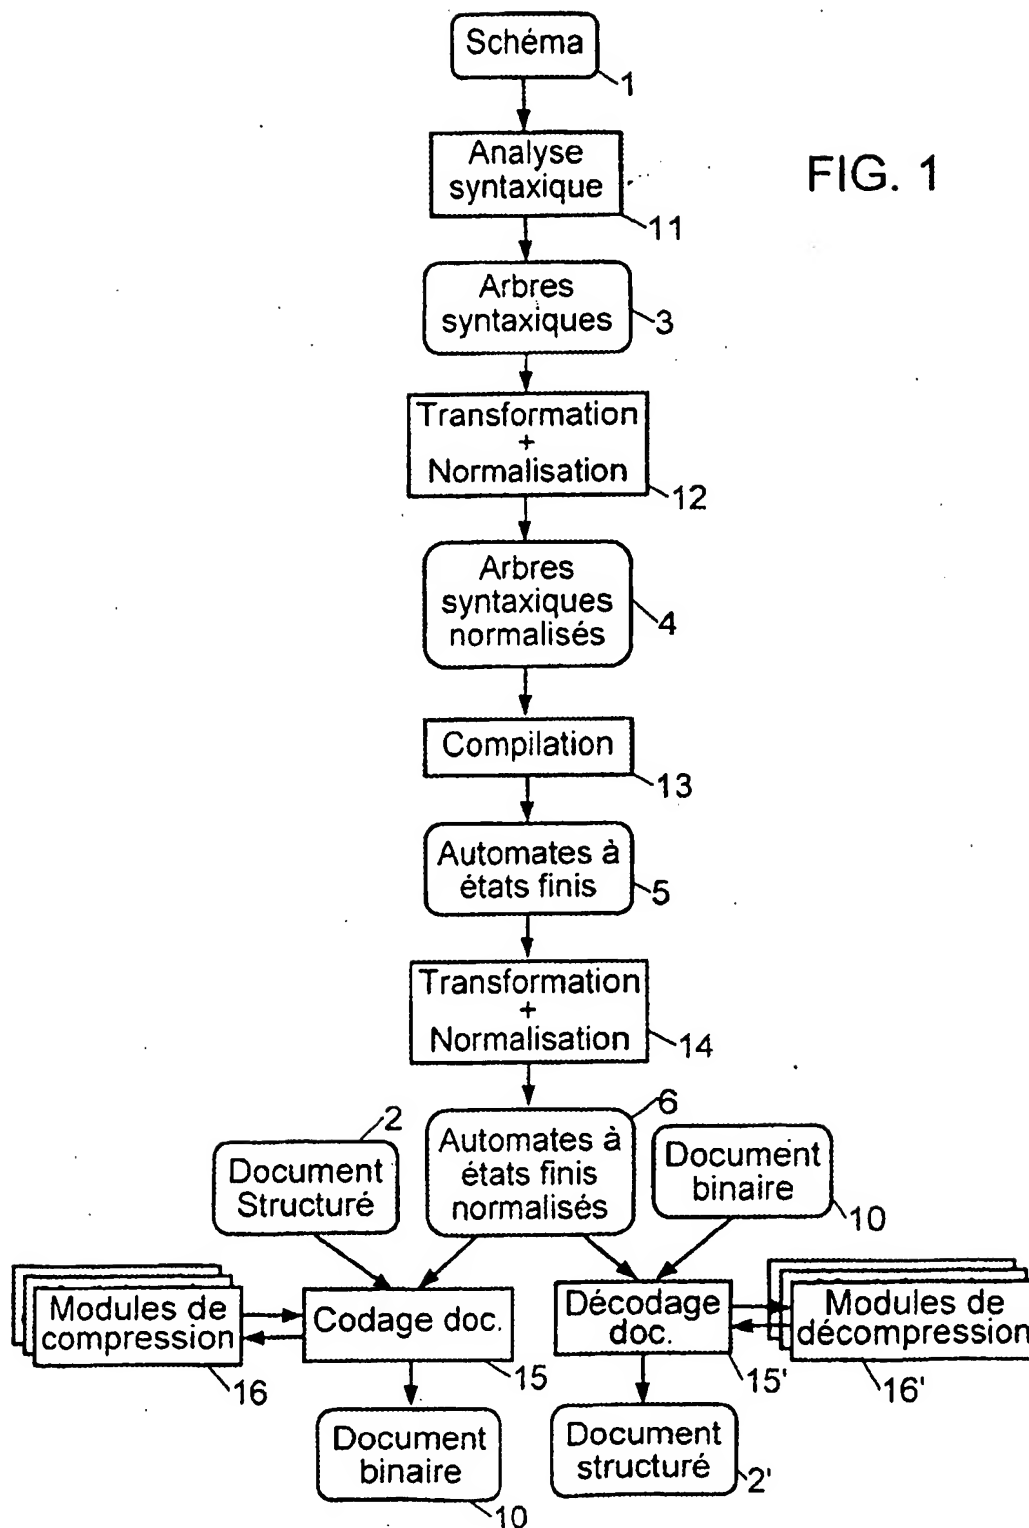 Schéma
1
FIG. 1
Analyse
syntaxique
11
Arbres
syntaxiques
3
Transformation
+
Normalisation
12
Arbres
syntaxiques
normalisés
4
Compilation
13
Automates à
états finis
5
Transformation
+
Normalisation
14
2
6
Document
Structuré
Automates à
états finis
normalisés
Document
binaire
10
Modules de
compression
16
Codage doc.
15
Décodage
doc.
15'
Modules de
décompression
16'
Document
binaire
10
Document
structuré
2'